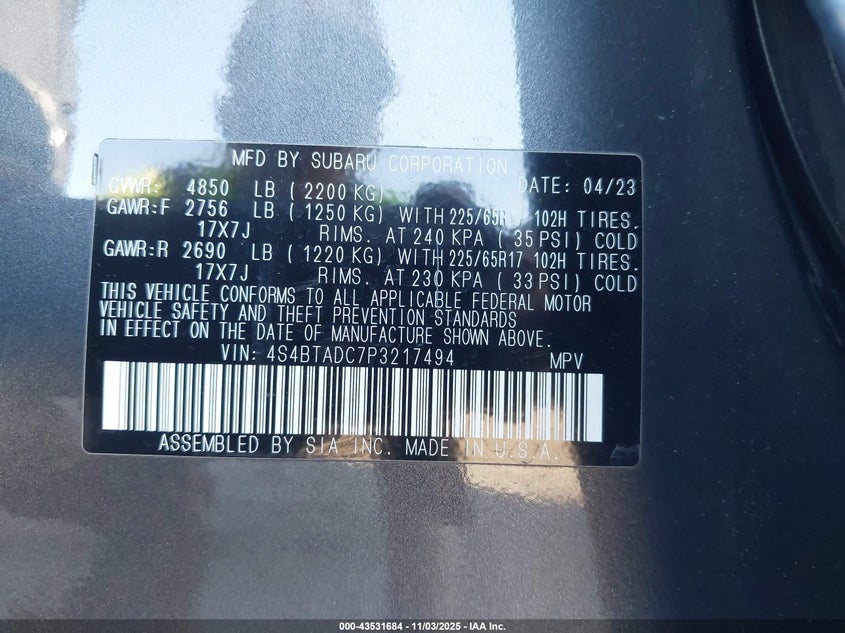 MFD BY SUBARU CORPORATION
GVWR: 4850 LB ( 2200 KG) DATE: 04/23
GAWR:F 2756 LB ( 1250 KG) WITH 225/65R17 102H TIRES.
17X7J RIMS. AT 240 KPA ( 35 PSI) COLD
GAWR:R 2690 LB ( 1220 KG) WITH 225/65R17 102H TIRES.
17X7J RIMS. AT 230 KPA ( 33 PSI) COLD
THIS VEHICLE CONFORMS TO ALL APPLICABLE FEDERAL MOTOR
VEHICLE SAFETY AND THEFT PREVENTION STANDARDS
IN EFFECT ON THE DATE OF MANUFACTURE SHOWN ABOVE.
VIN: 4S4BTADC7P3217494 MPV
ASSEMBLED BY SIA INC. MADE IN U.S.A.
000-43531684 - 11/03/2025 - IAA Inc.